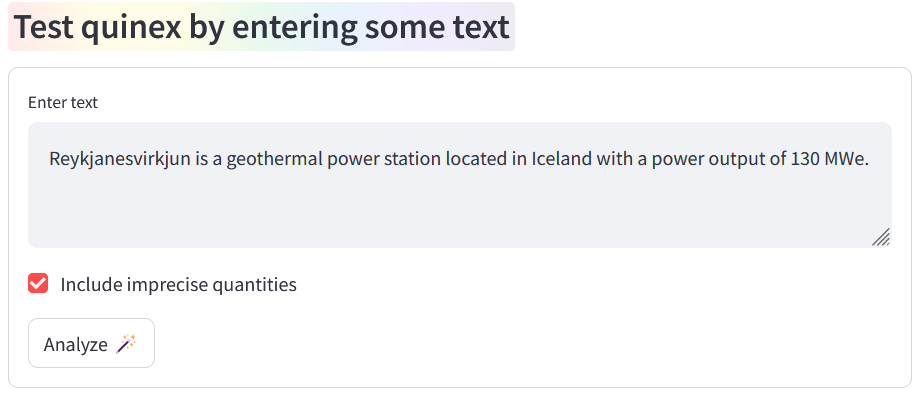 Test quinex by entering some text
Enter text
Reykjanesvirkjun is a geothermal power station located in Iceland with a power output of 130 MWe.
Include imprecise quantities
Analyze